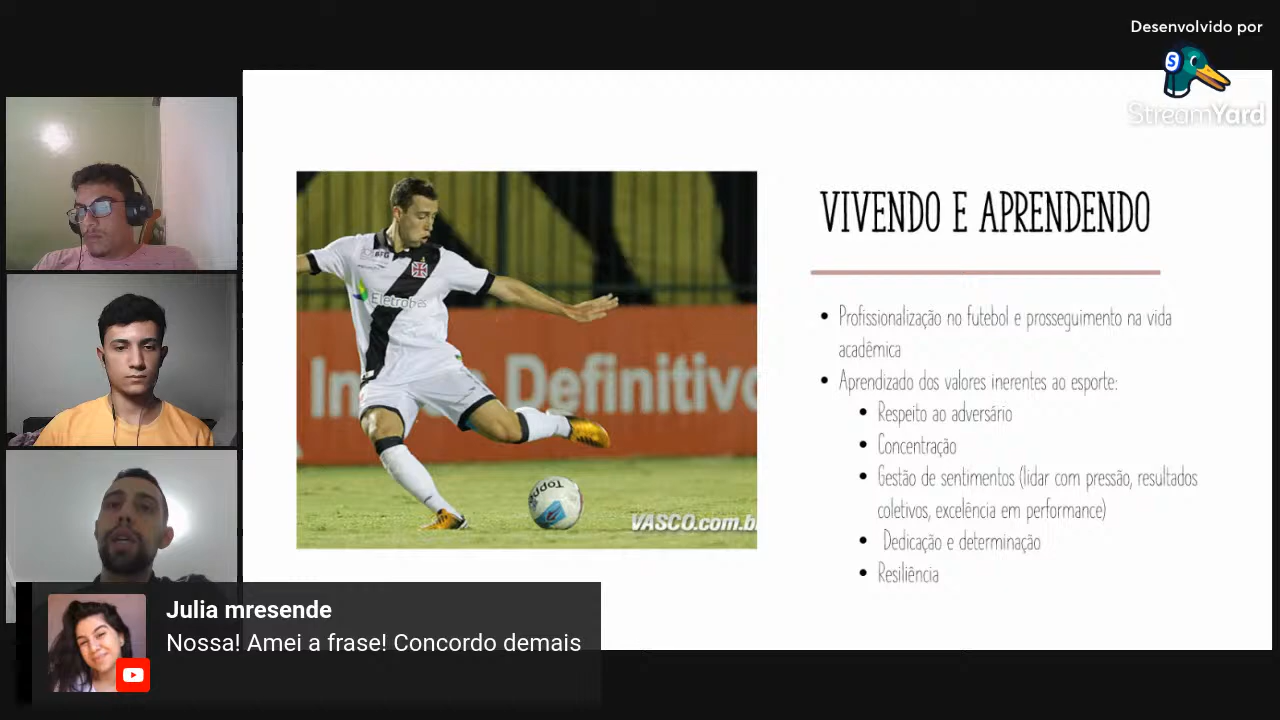 Desenvolvido por
StreamYard
VIVENDO E APRENDENDO
• Profissionalização no futebol e prosseguimento na vida
acadêmica
• Aprendizado dos valores inerentes ao esporte:
• Respeito ao adversário
• Concentração
• Gestão de sentimentos (lidar com pressão, resultados
coletivos, excelência em performance)
• Dedicação e determinação
• Resiliência
BFG
Eletrobras
Definitivo
Topper
VASCO.com.b
Julia mresende
Nossa! Amei a frase! Concordo demais